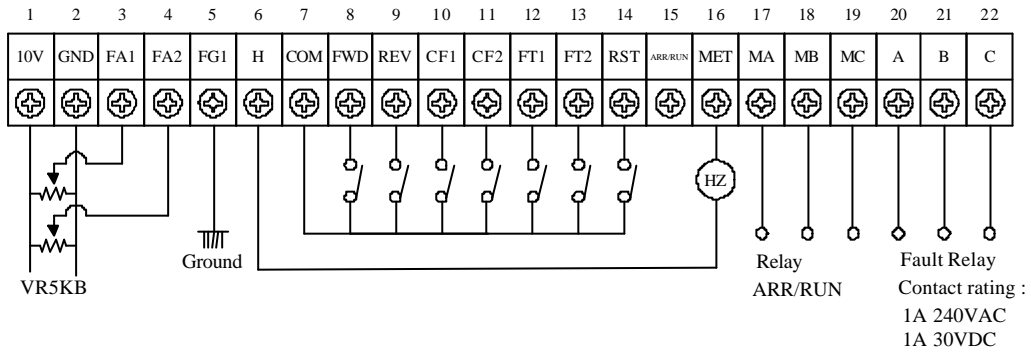 1 2 3 4 5 6 7 8 9 10 11 12 13 14 15 16 17 18 19 20 21 22
10V GND FA1 FA2 FG1 H COM FWD REV CF1 CF2 FT1 FT2 RST ARR/RUN MET MA MB MC A B C
HZ
Ground
VR5KB
Relay
ARR/RUN
Fault Relay
Contact rating :
1A 240VAC
1A 30VDC